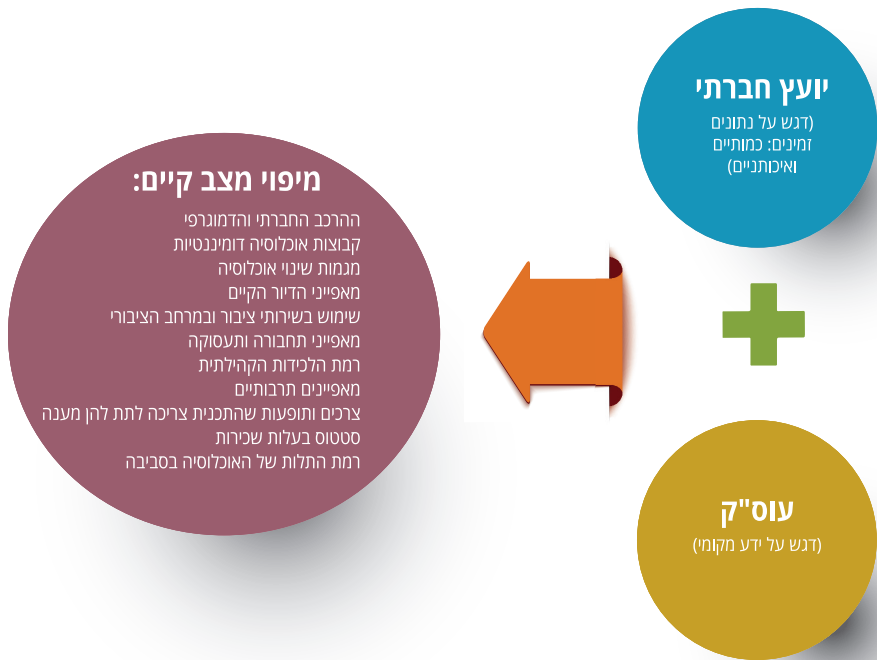 יועץ חברתי
(דגש על נתונים
זמינים: כמותיים
ואיכותניים)
עוס"ק
(דגש על ידע מקומי)
מיפוי מצב קיים:
ההרכב החברתי והדמוגרפי
קבוצות אוכלוסיה דומיננטיות
מגמות שינוי אוכלוסיה
מאפייני הדיור הקיים
שימוש בשירותי ציבור ובמרחב הציבורי
מאפייני תחבורה ותעסוקה
רמת הלכידות הקהילתית
מאפיינים תרבותיים
צרכים ותופעות שהתכנית צריכה לתת להן מענה
סטטוס בעלות שכירות
רמת התלות של האוכלוסיה בסביבה